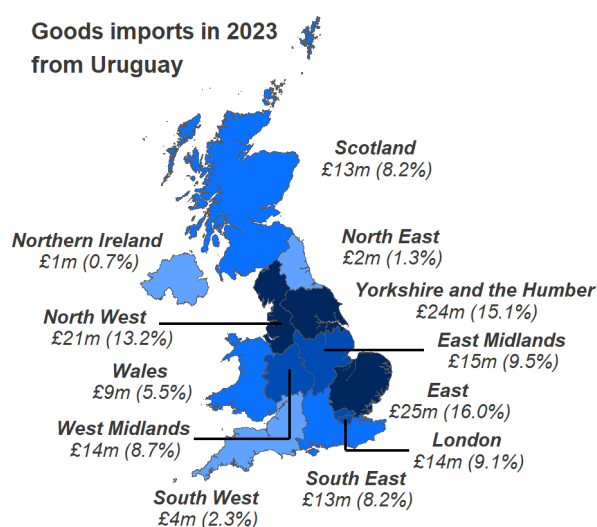 Goods imports in 2023
from Uruguay
Scotland
£13m (8.2%)
Northern Ireland
£1m (0.7%)
North East
£2m (1.3%)
Yorkshire and the Humber
£24m (15.1%)
North West
£21m (13.2%)
East Midlands
£15m (9.5%)
Wales
£9m (5.5%)
East
£25m (16.0%)
West Midlands
£14m (8.7%)
London
£14m (9.1%)
South East
£13m (8.2%)
South West
£4m (2.3%)